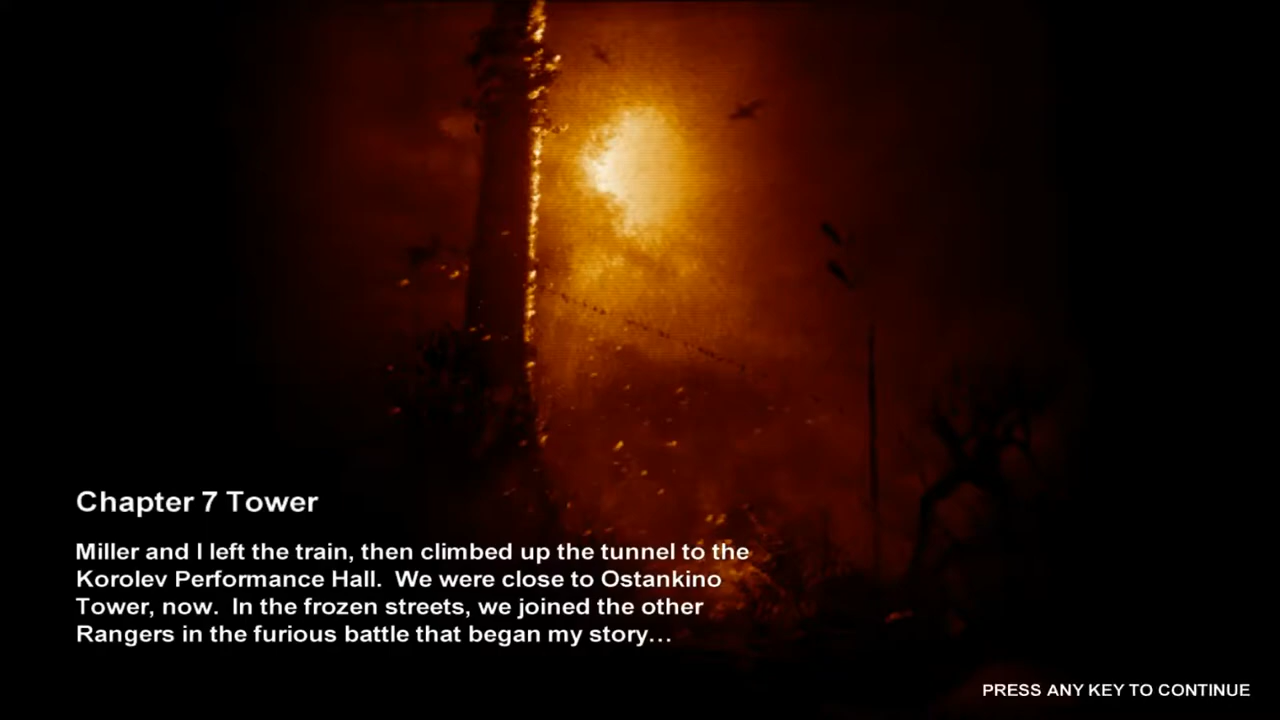 Chapter 7 Tower
Miller and I left the train, then climbed up the tunnel to the
Korolev Performance Hall.  We were close to Ostankino
Tower, now.  In the frozen streets, we joined the other
Rangers in the furious battle that began my story...
PRESS ANY KEY TO CONTINUE